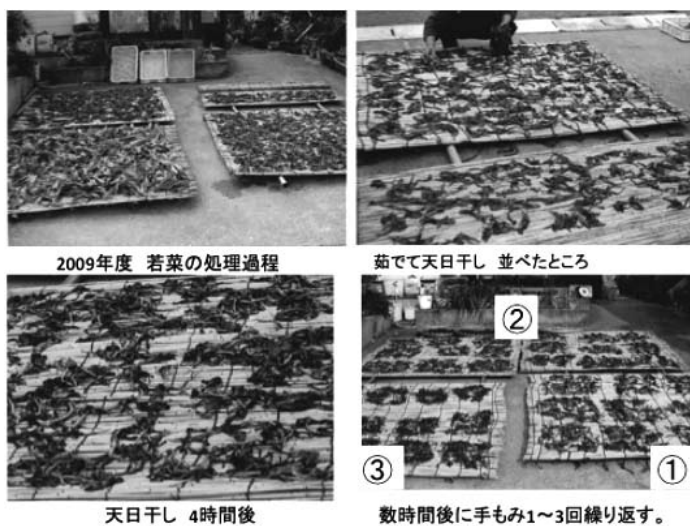 2009年度 若菜の処理過程
茹でて天日干し 並べたところ
天日干し 4時間後
②
③
①
数時間後に手もみ1～3回繰り返す。